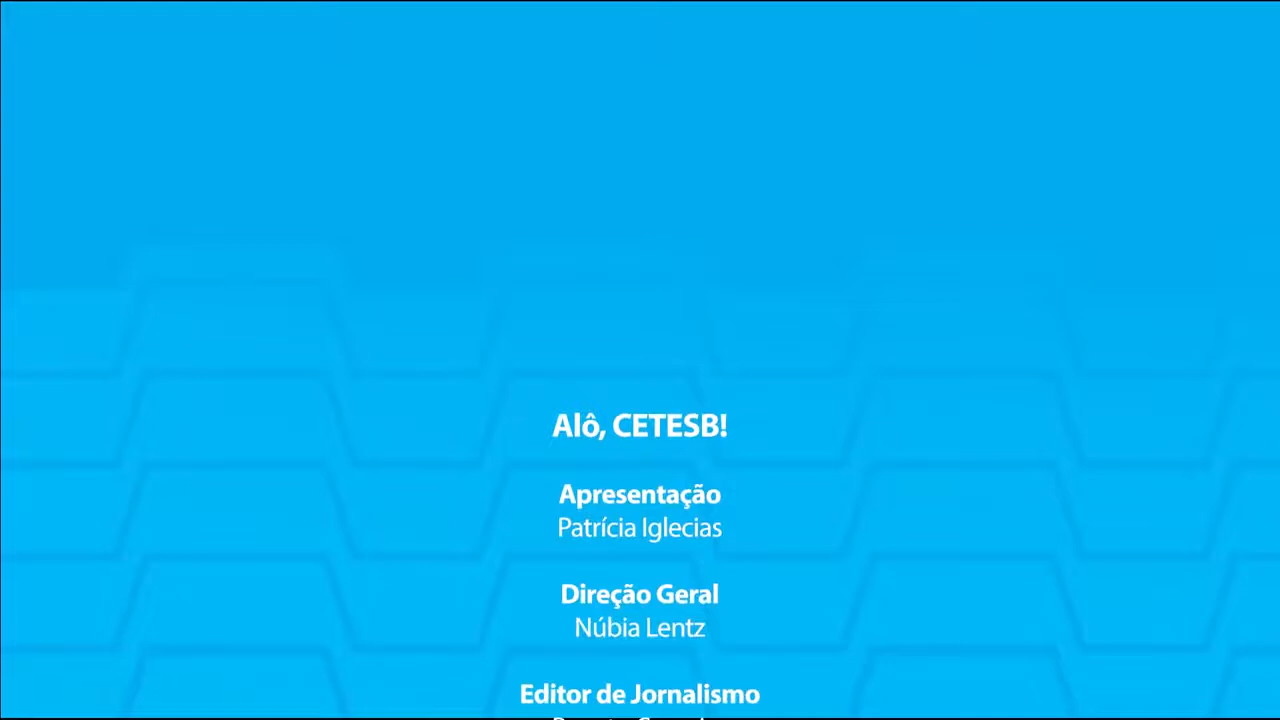 Alô, CETESB!
Apresentação
Patrícia Iglecias
Direção Geral
Núbia Lentz
Editor de Jornalismo